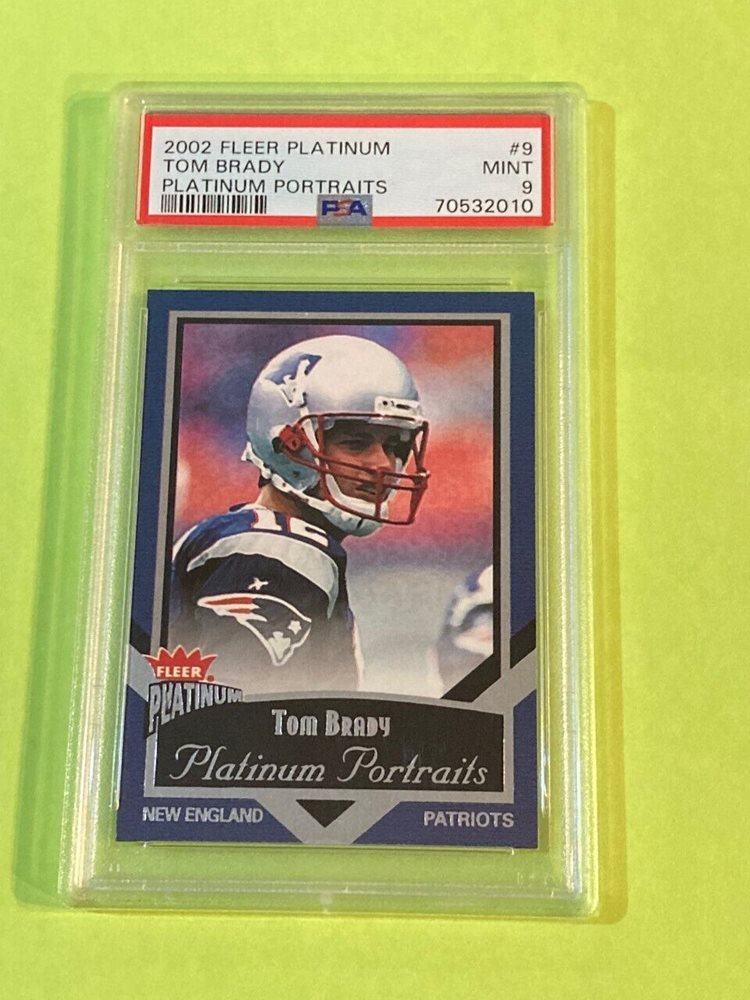 2002 FLEER PLATINUM #9
TOM BRADY MINT
PLATINUM PORTRAITS 9
PSA 70532010
12
FLEER
PLATINUM
Tom Brady
Platinum Portraits
NEW ENGLAND PATRIOTS